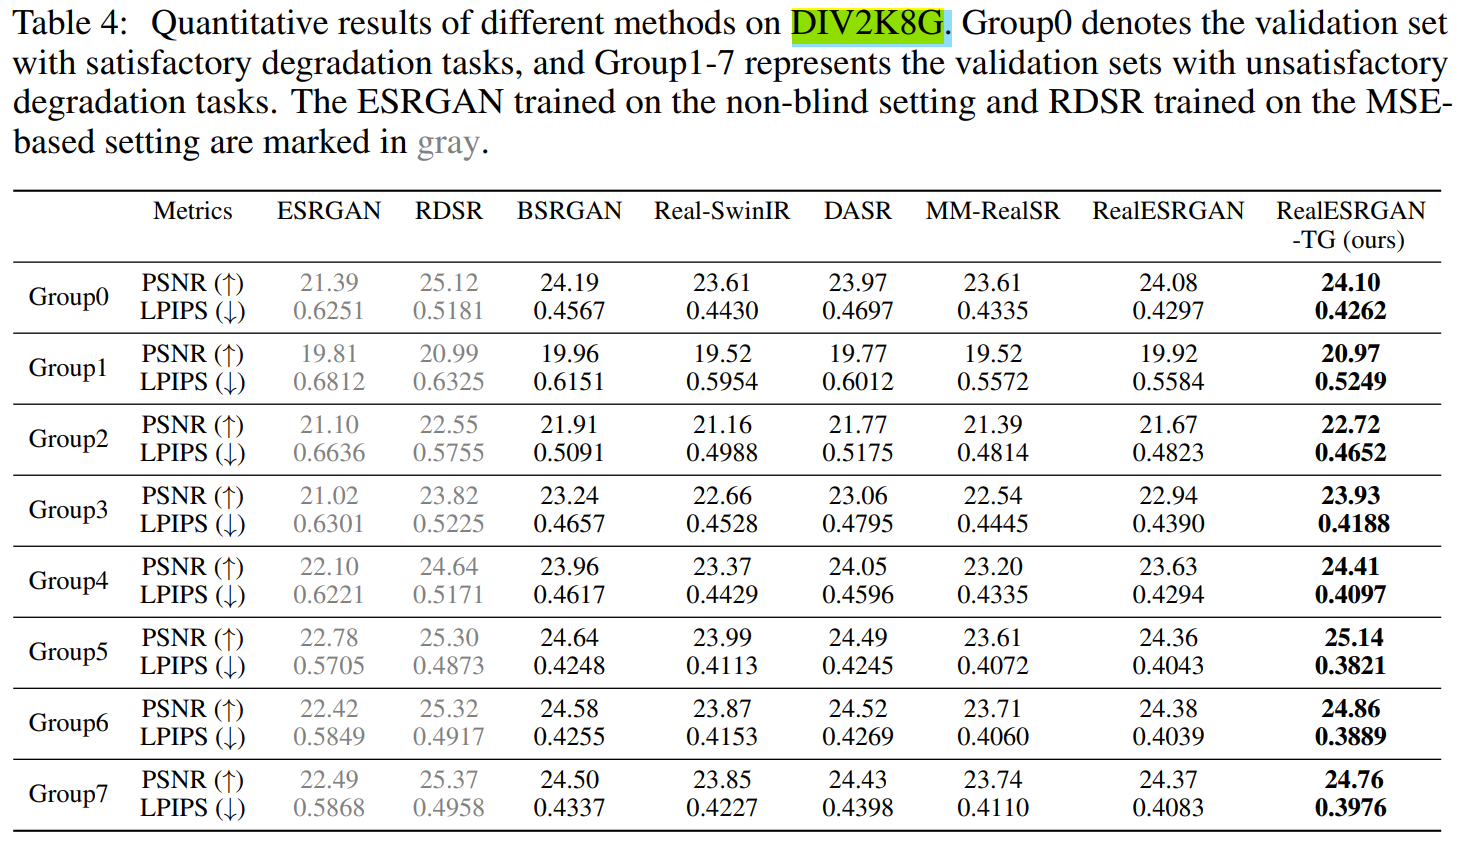 Table 4: Quantitative results of different methods on DIV2K8G. Group0 denotes the validation set
with satisfactory degradation tasks, and Group1-7 represents the validation sets with unsatisfactory
degradation tasks. The ESRGAN trained on the non-blind setting and RDSR trained on the MSE-
based setting are marked in gray.
Metrics ESRGAN RDSR BSRGAN Real-SwinIR DASR MM-RealSR RealESRGAN RealESRGAN
-TG (ours)
Group0
PSNR (↑) 21.39 25.12 24.19 23.61 23.97 23.61 24.08 24.10
LPIPS (↓) 0.6251 0.5181 0.4567 0.4430 0.4697 0.4335 0.4297 0.4262
Group1
PSNR (↑) 19.81 20.99 19.96 19.52 19.77 19.52 19.92 20.97
LPIPS (↓) 0.6812 0.6325 0.6151 0.5954 0.6012 0.5572 0.5584 0.5249
Group2
PSNR (↑) 21.10 22.55 21.91 21.16 21.77 21.39 21.67 22.72
LPIPS (↓) 0.6636 0.5755 0.5091 0.4988 0.5175 0.4814 0.4823 0.4652
Group3
PSNR (↑) 21.02 23.82 23.24 22.66 23.06 22.54 22.94 23.93
LPIPS (↓) 0.6301 0.5225 0.4657 0.4528 0.4795 0.4445 0.4390 0.4188
Group4
PSNR (↑) 22.10 24.64 23.96 23.37 24.05 23.20 23.63 24.41
LPIPS (↓) 0.6221 0.5171 0.4617 0.4429 0.4596 0.4335 0.4294 0.4097
Group5
PSNR (↑) 22.78 25.30 24.64 23.99 24.49 23.61 24.36 25.14
LPIPS (↓) 0.5705 0.4873 0.4248 0.4113 0.4245 0.4072 0.4043 0.3821
Group6
PSNR (↑) 22.42 25.32 24.58 23.87 24.52 23.71 24.38 24.86
LPIPS (↓) 0.5849 0.4917 0.4255 0.4153 0.4269 0.4060 0.4039 0.3889
Group7
PSNR (↑) 22.49 25.37 24.50 23.85 24.43 23.74 24.37 24.76
LPIPS (↓) 0.5868 0.4958 0.4337 0.4227 0.4398 0.4110 0.4083 0.3976